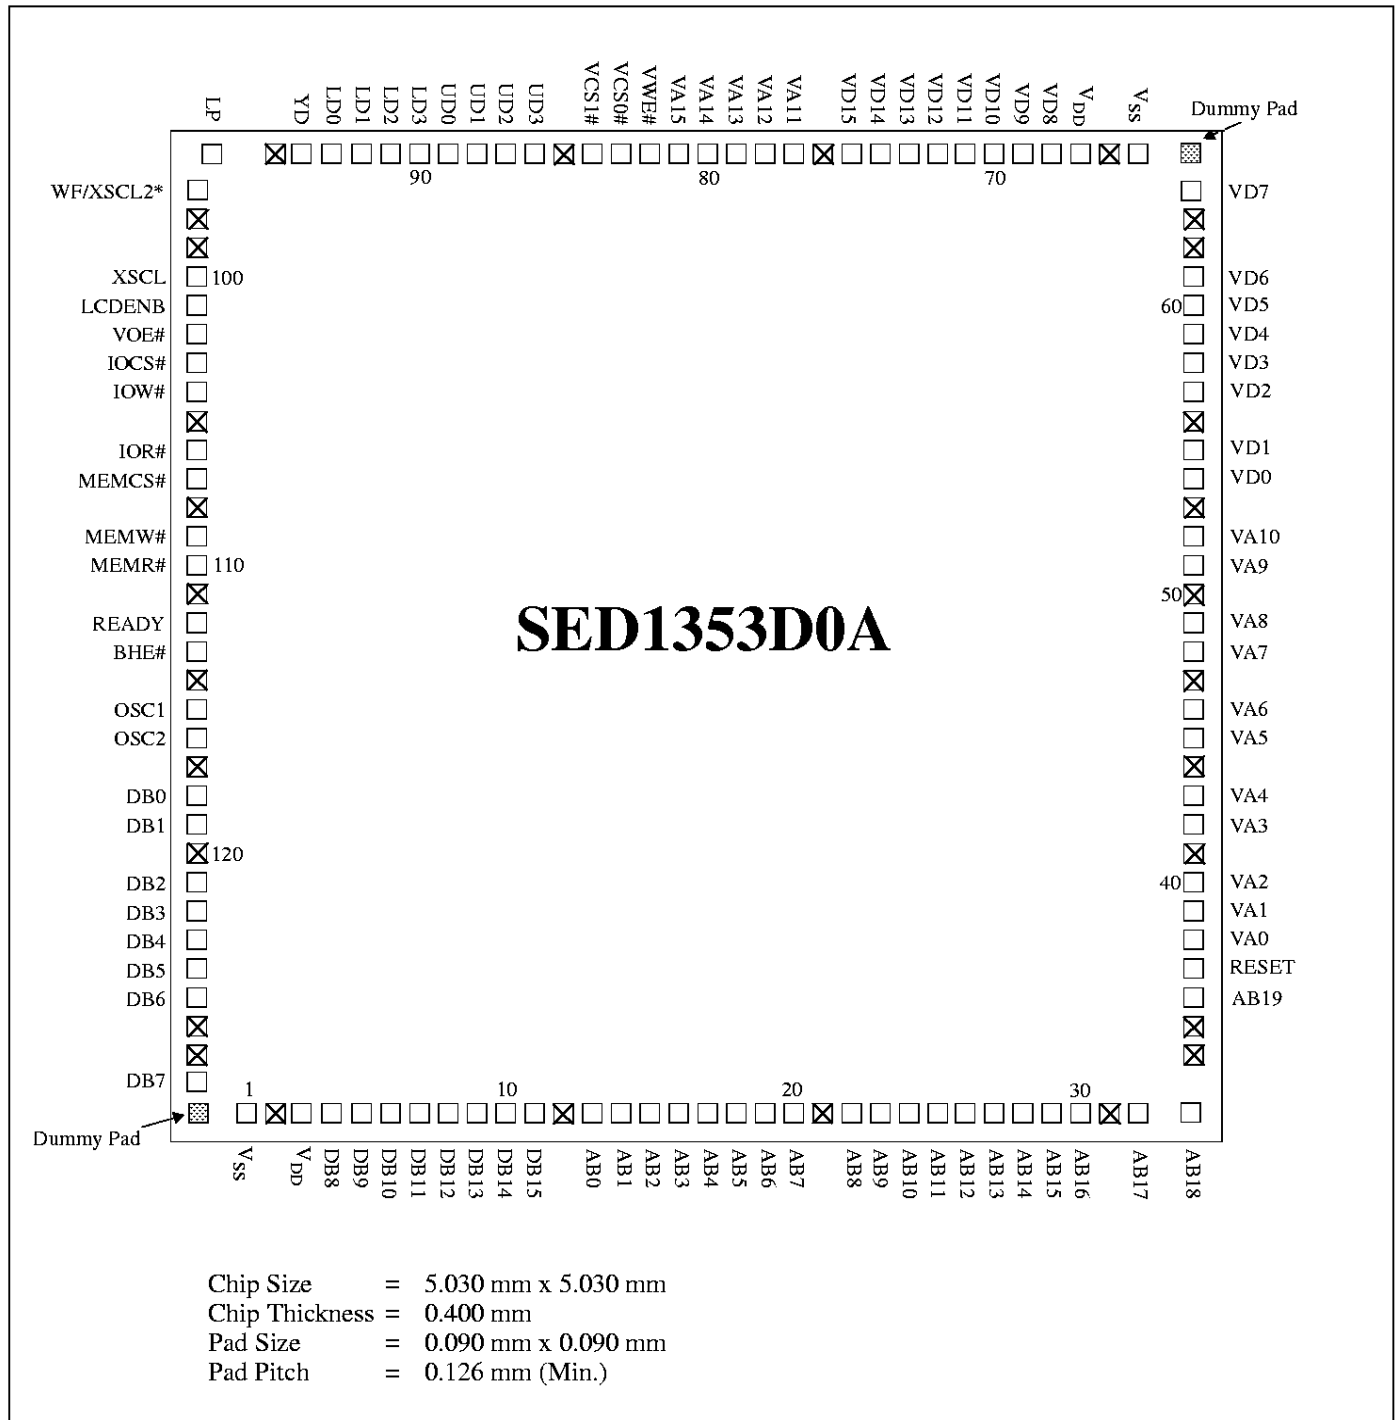 LP
YD
LD0
LD1
LD2
LD3
UD0
UD1
UD2
UD3
VCS1#
VCS0#
VWE#
VA15
VA14
VA13
VA12
VA11
VD15
VD14
VD13
VD12
VD11
VD10
VD9
VD8
VDD
VSS
Dummy Pad
90
80
70
WF/XSCL2*
XSCL
100
LCDENB
VOE#
IOCS#
IOW#
IOR#
MEMCS#
MEMW#
MEMR#
110
READY
BHE#
OSC1
OSC2
DB0
DB1
120
DB2
DB3
DB4
DB5
DB6
DB7
Dummy Pad
SED1353D0A
VD7
VD6
60
VD5
VD4
VD3
VD2
VD1
VD0
VA10
VA9
50
VA8
VA7
VA6
VA5
VA4
VA3
40
VA2
VA1
VA0
RESET
AB19
1
10
20
30
VSS
VDD
DB8
DB9
DB10
DB11
DB12
DB13
DB14
DB15
AB0
AB1
AB2
AB3
AB4
AB5
AB6
AB7
AB8
AB9
AB10
AB11
AB12
AB13
AB14
AB15
AB16
AB17
AB18
Chip Size = 5.030 mm x 5.030 mm
Chip Thickness = 0.400 mm
Pad Size = 0.090 mm x 0.090 mm
Pad Pitch = 0.126 mm (Min.)